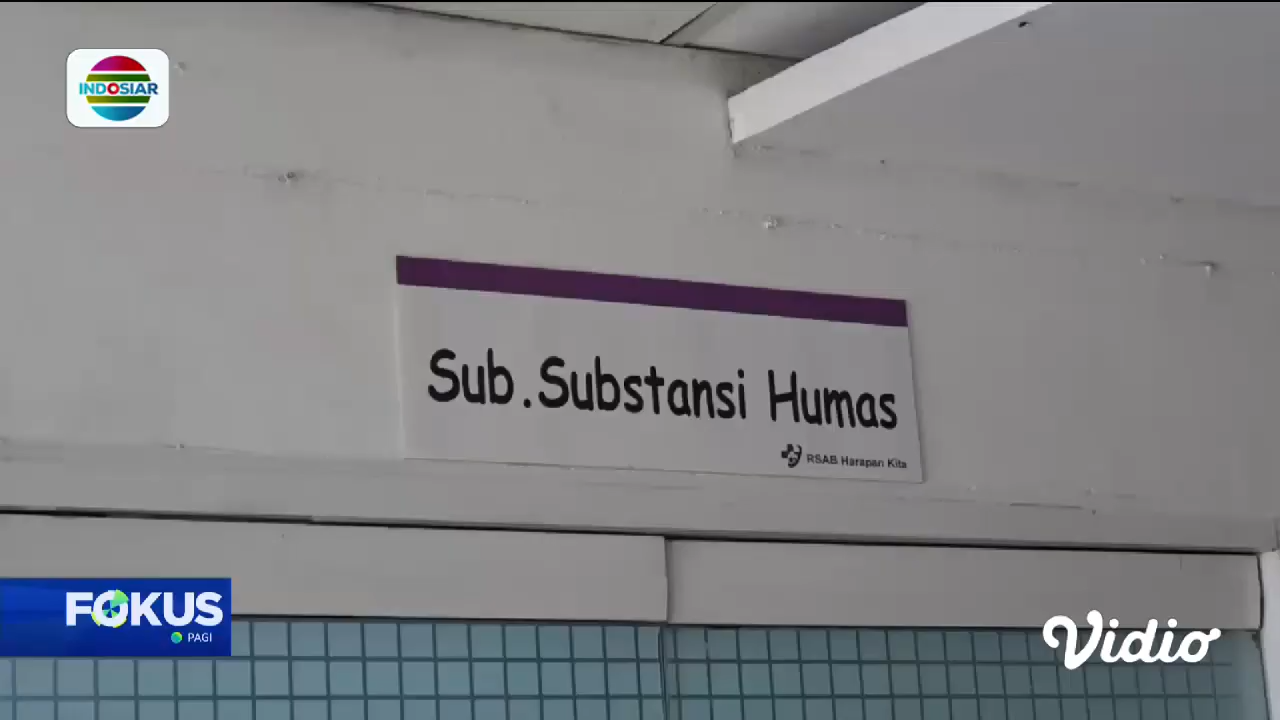 INDOSIAR
Sub.Substansi Humas
RSAB Harapan Kita
FOKUS
PAGI
Vidio